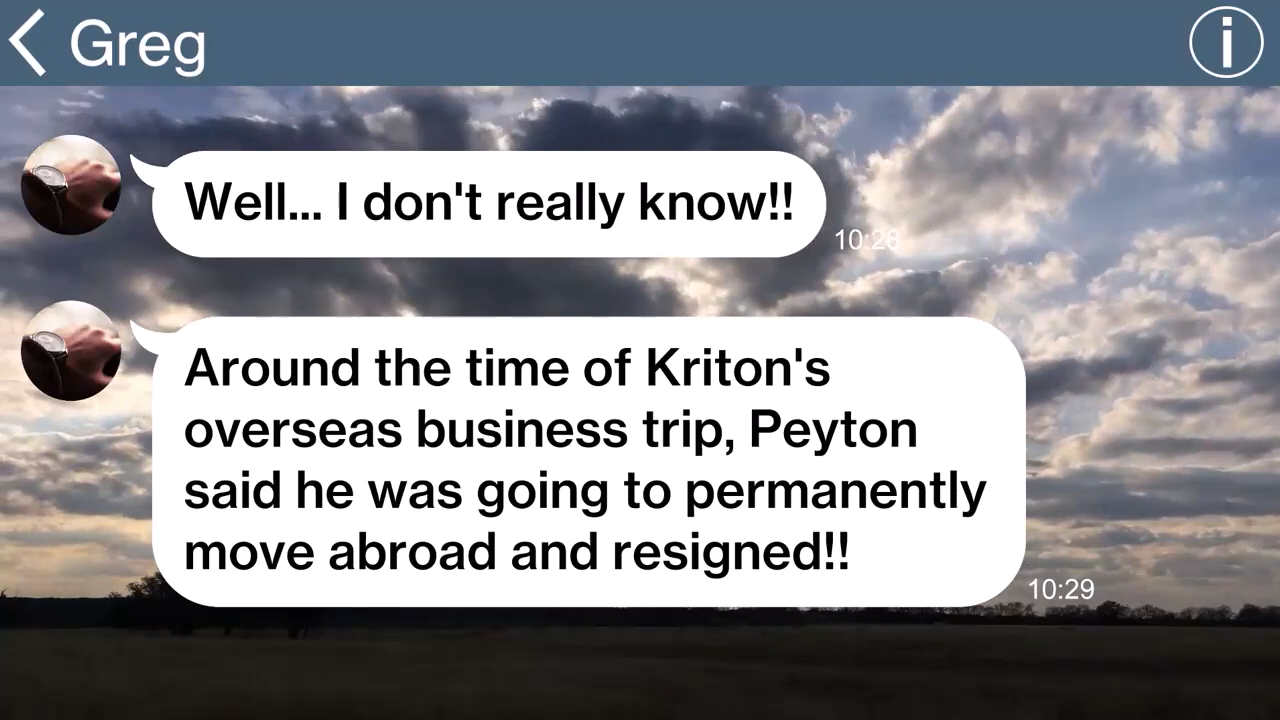 Greg
Well... I don't really know!!
10:28
Around the time of Kriton's
overseas business trip, Peyton
said he was going to permanently
move abroad and resigned!!
10:29